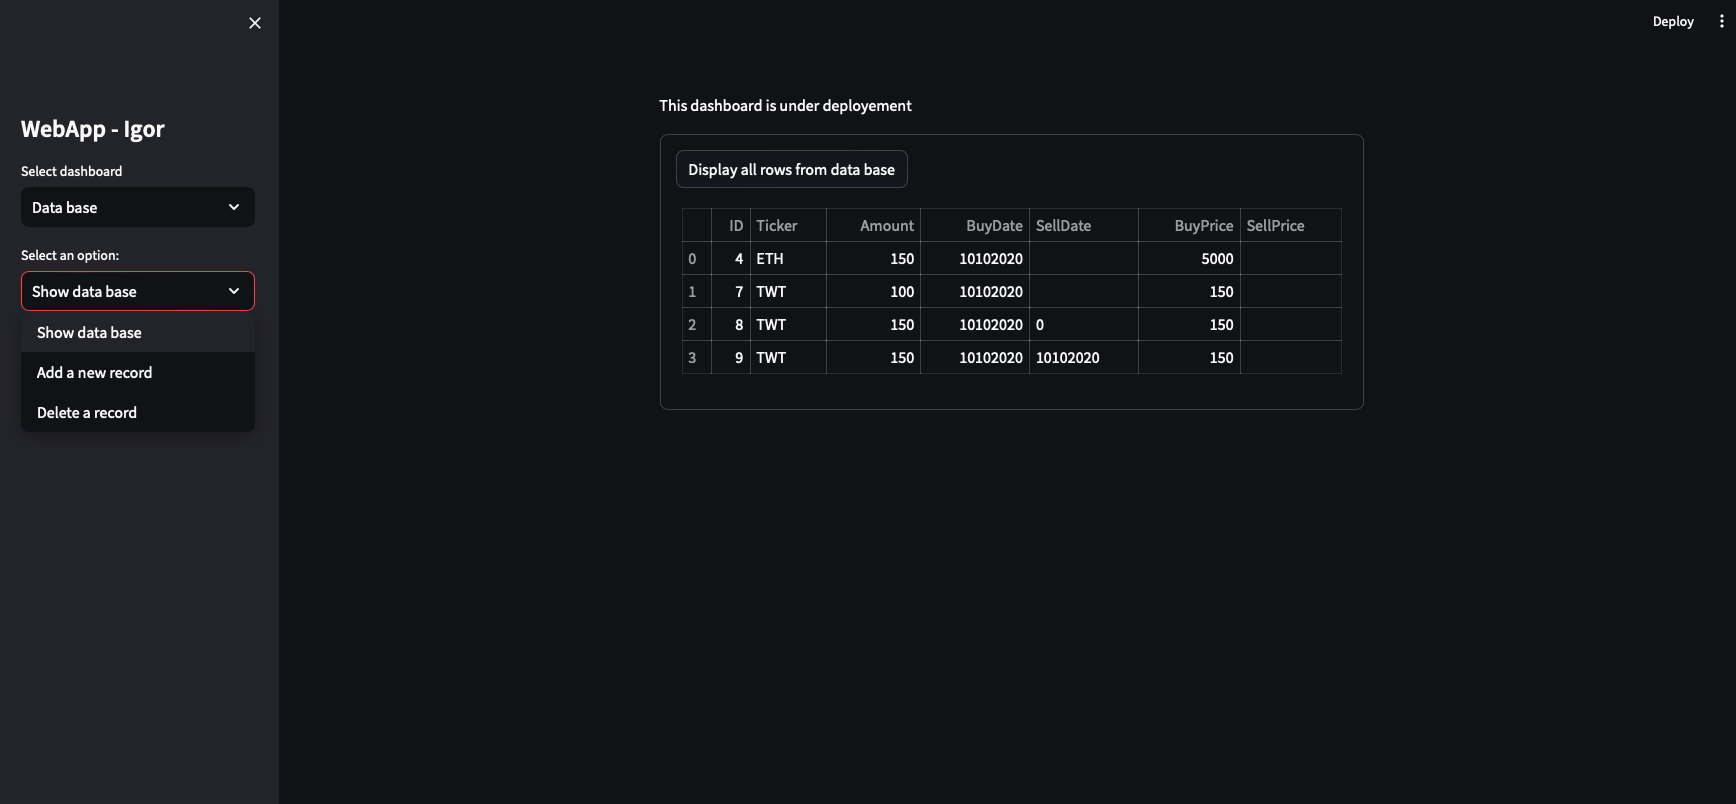 Deploy
WebApp - Igor
Select dashboard
Data base
Select an option:
Show data base
Show data base
Add a new record
Delete a record
This dashboard is under deployement
Display all rows from data base
ID Ticker Amount BuyDate SellDate BuyPrice SellPrice
0 4 ETH 150 10102020 5000
1 7 TWT 100 10102020 150
2 8 TWT 150 10102020 0 150
3 9 TWT 150 10102020 10102020 150